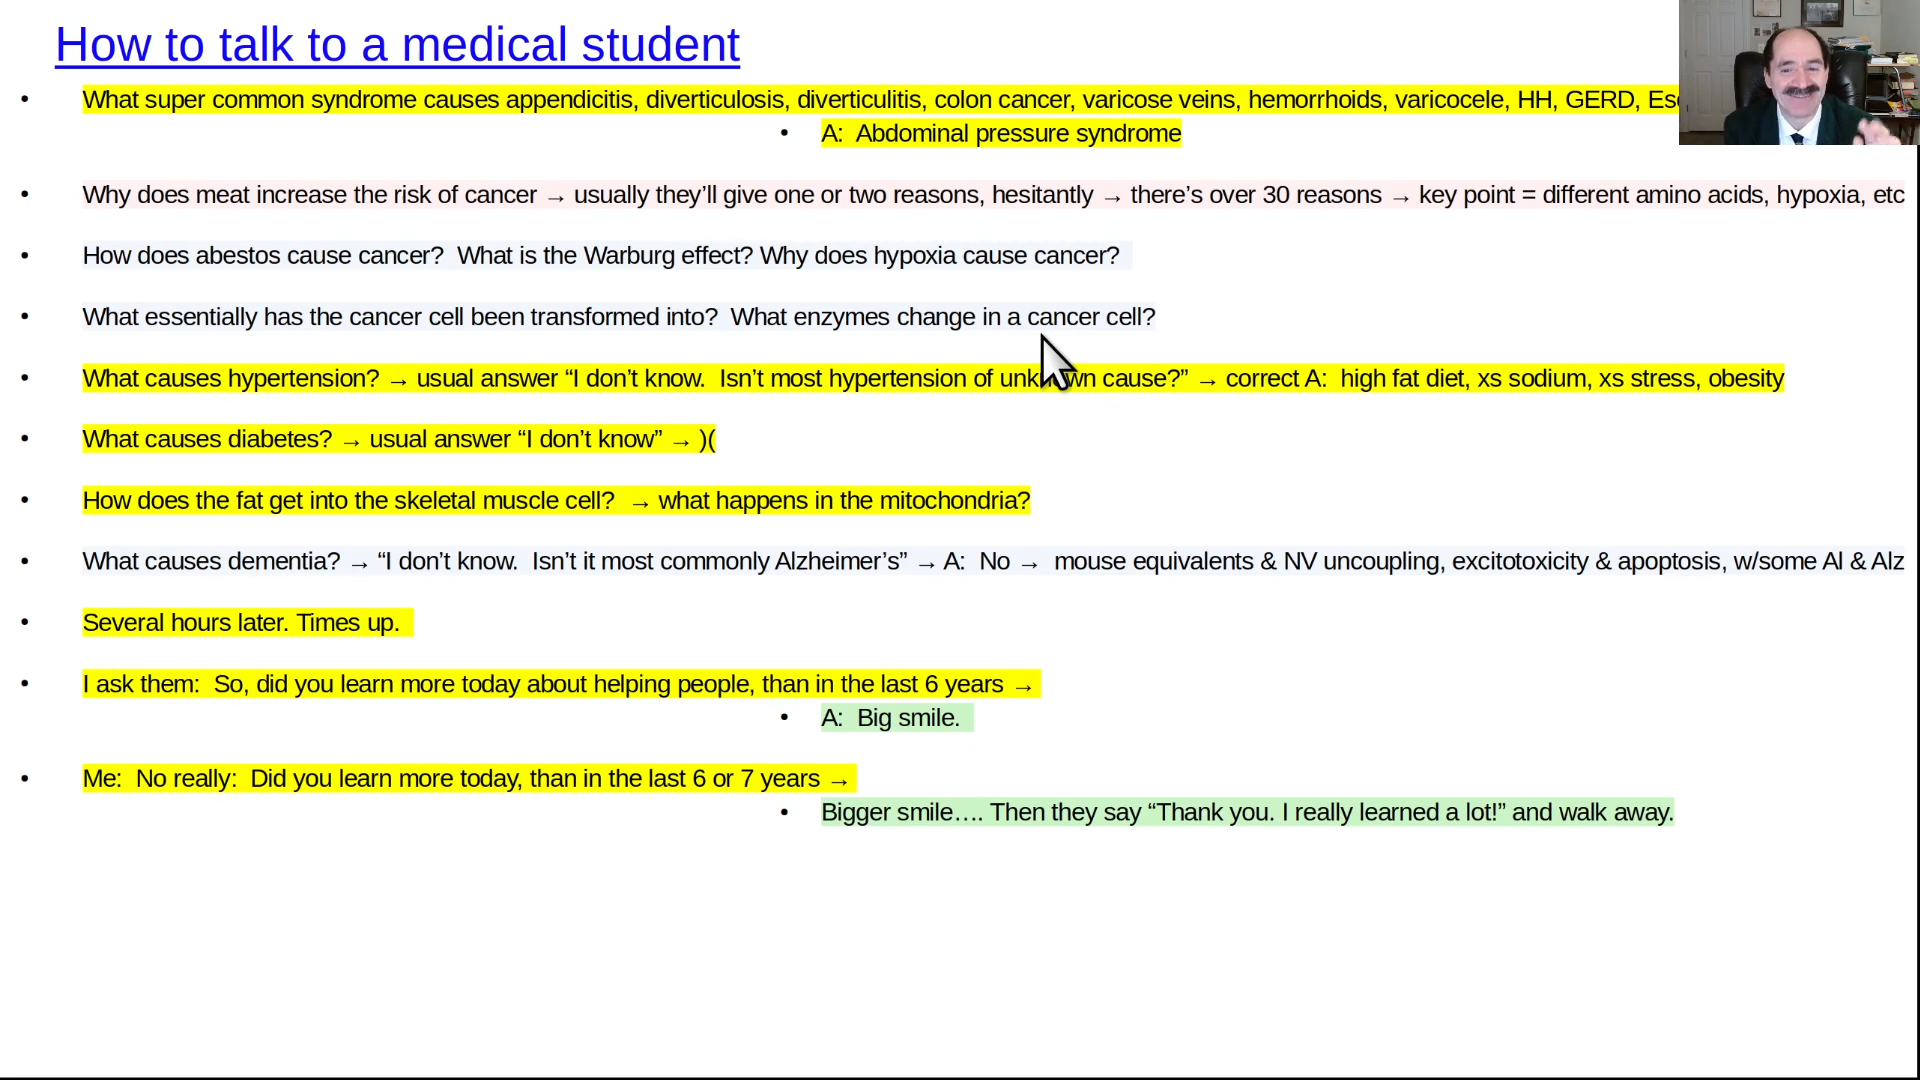 How to talk to a medical student
• What super common syndrome causes appendicitis, diverticulosis, diverticulitis, colon cancer, varicose veins, hemorrhoids, varicocele, HH, GERD,
• A:  Abdominal pressure syndrome
• Why does meat increase the risk of cancer → usually they’ll give one or two reasons, hesitantly → there’s over 30 reasons → key point = different amino acids, hypoxia, etc
• How does abestos cause cancer?  What is the Warburg effect? Why does hypoxia cause cancer?
• What essentially has the cancer cell been transformed into?  What enzymes change in a cancer cell?
• What causes hypertension? → usual answer “I don’t know.  Isn’t most hypertension of unknown cause?” → correct A:  high fat diet, xs sodium, xs stress, obesity
• What causes diabetes? → usual answer “I don’t know” → )(
• How does the fat get into the skeletal muscle cell?  → what happens in the mitochondria?
• What causes dementia? → “I don’t know.  Isn’t it most commonly Alzheimer’s” → A:  No →  mouse equivalents & NV uncoupling, excitotoxicity & apoptosis, w/some Al & Alz
• Several hours later. Times up.
• I ask them:  So, did you learn more today about helping people, than in the last 6 years →
• A:  Big smile.
• Me:  No really:  Did you learn more today, than in the last 6 or 7 years →
• Bigger smile…. Then they say “Thank you. I really learned a lot!” and walk away.